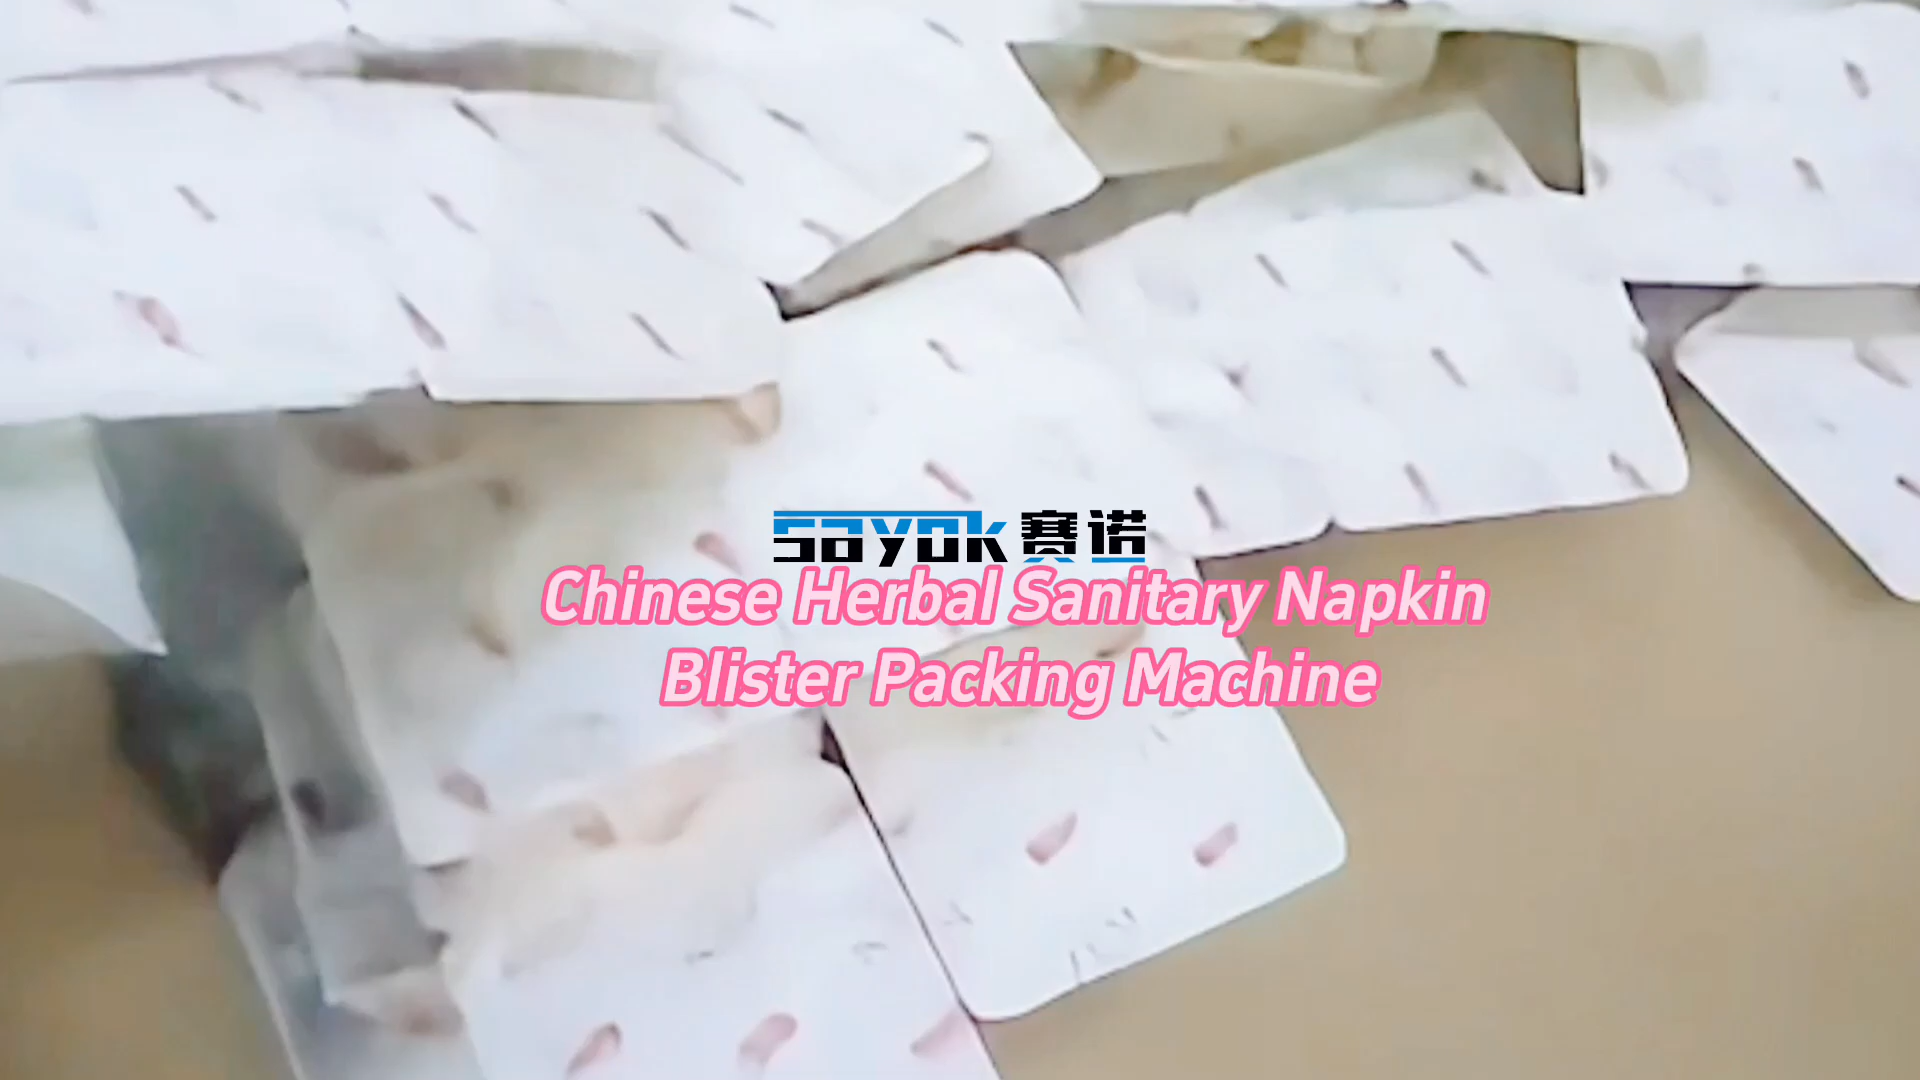 sayok 赛诺
Chinese Herbal Sanitary Napkin
Blister Packing Machine